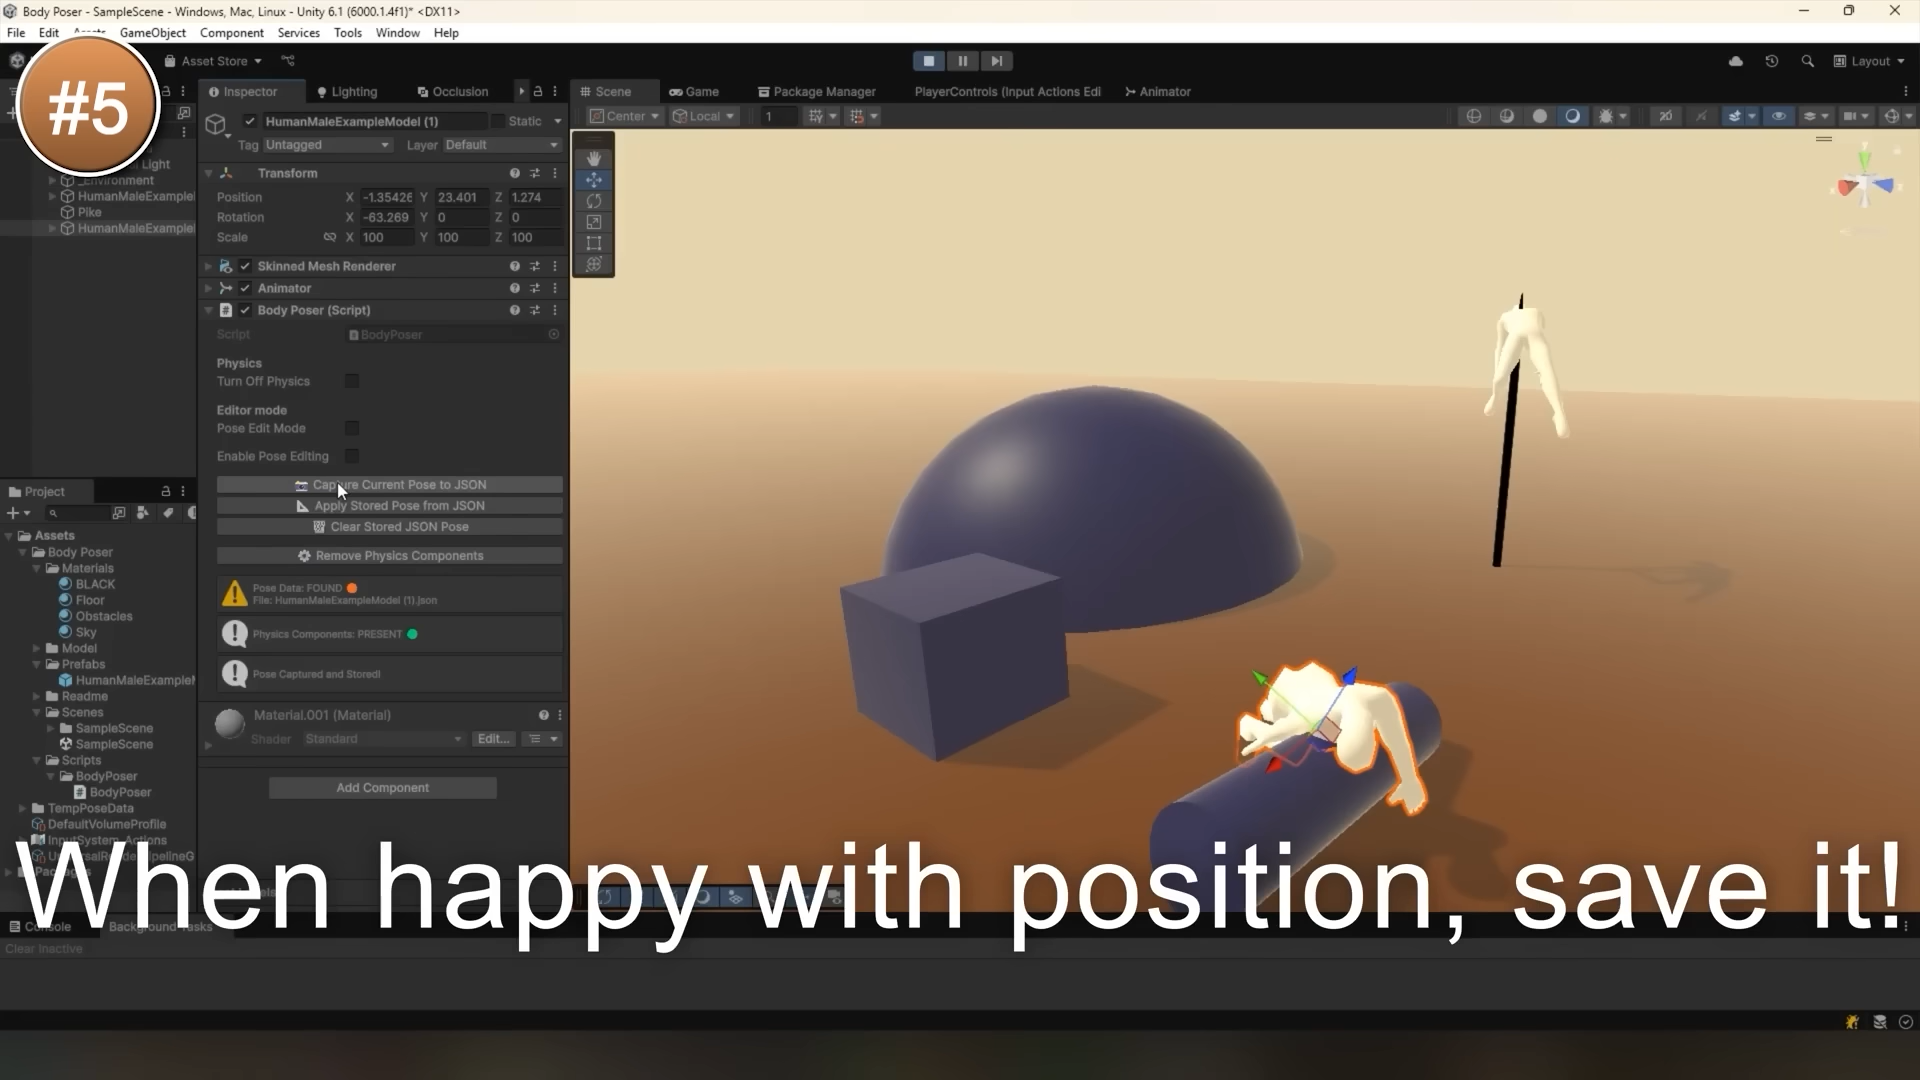 Body Poser - SampleScene - Windows, Mac, Linux - Unity 6.1 (6000.1.4f1)* <DX11>
File Edit Assets GameObject Component Services Tools Window Help
#5
Asset Store
Layout
Inspector Lighting Occlusion
Scene Game Package Manager PlayerControls (Input Actions Edi Animator
Center Local 1
HumanMaleExampleModel (1) Static
Tag Untagged Layer Default
Transform
Position X -1.35426 Y 23.401 Z 1.274
Rotation X -63.269 Y 0 Z 0
Scale X 100 Y 100 Z 100
Skinned Mesh Renderer
Animator
Body Poser (Script)
Script BodyPoser
Physics
Turn Off Physics
Editor mode
Pose Edit Mode
Enable Pose Editing
Capture Current Pose to JSON
Apply Stored Pose from JSON
Clear Stored JSON Pose
Remove Physics Components
Pose Data: FOUND
File: HumanMaleExampleModel (1).json
Physics Components: PRESENT
Pose Captured and Stored!
Material.001 (Material)
Shader Standard Edit...
Add Component
Light
_Environment
HumanMaleExample
Pike
HumanMaleExample
Project
Assets
Body Poser
Materials
BLACK
Floor
Obstacles
Sky
Model
Prefabs
HumanMaleExample
Readme
Scenes
SampleScene
SampleScene
Scripts
BodyPoser
BodyPoser
TempPoseData
DefaultVolumeProfile
InputSystem_Actions
When happy with position, save it!
Console Background Tasks
Clear Inactive